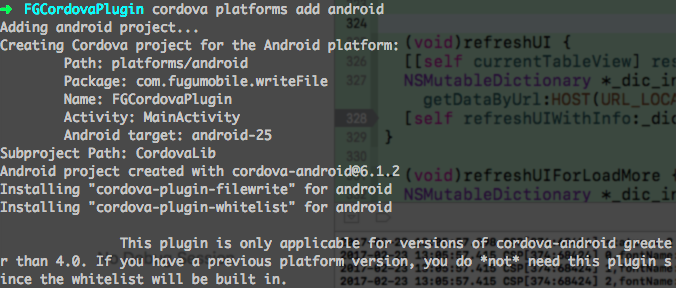 → FGCordovaPlugin cordova platforms add android
Adding android project...
Creating Cordova project for the Android platform:
Path: platforms/android
Package: com.fugumobile.writeFile
Name: FGCordovaPlugin
Activity: MainActivity
Android target: android-25
Subproject Path: CordovaLib
Android project created with cordova-android@6.1.2
Installing "cordova-plugin-filewrite" for android
Installing "cordova-plugin-whitelist" for android
This plugin is only applicable for versions of cordova-android greate
r than 4.0. If you have a previous platform version, you do *not* need this plugin s
ince the whitelist will be built in.
324
325
(void)refreshUI {
326
[[self currentTableView] res
327
NSMutableDictionary *_dic_in
getDataByUrl:HOST(URL_LOCA
328
[self refreshUIWithInfo:_dic
329
}
330
(void)refreshUIForLoadMore {
NSMutableDictionary *_dic_in
2017-02-23 13:05:57.415 CSP[374:68424]
2017-02-23 13:05:57.415 CSP[374:68424]